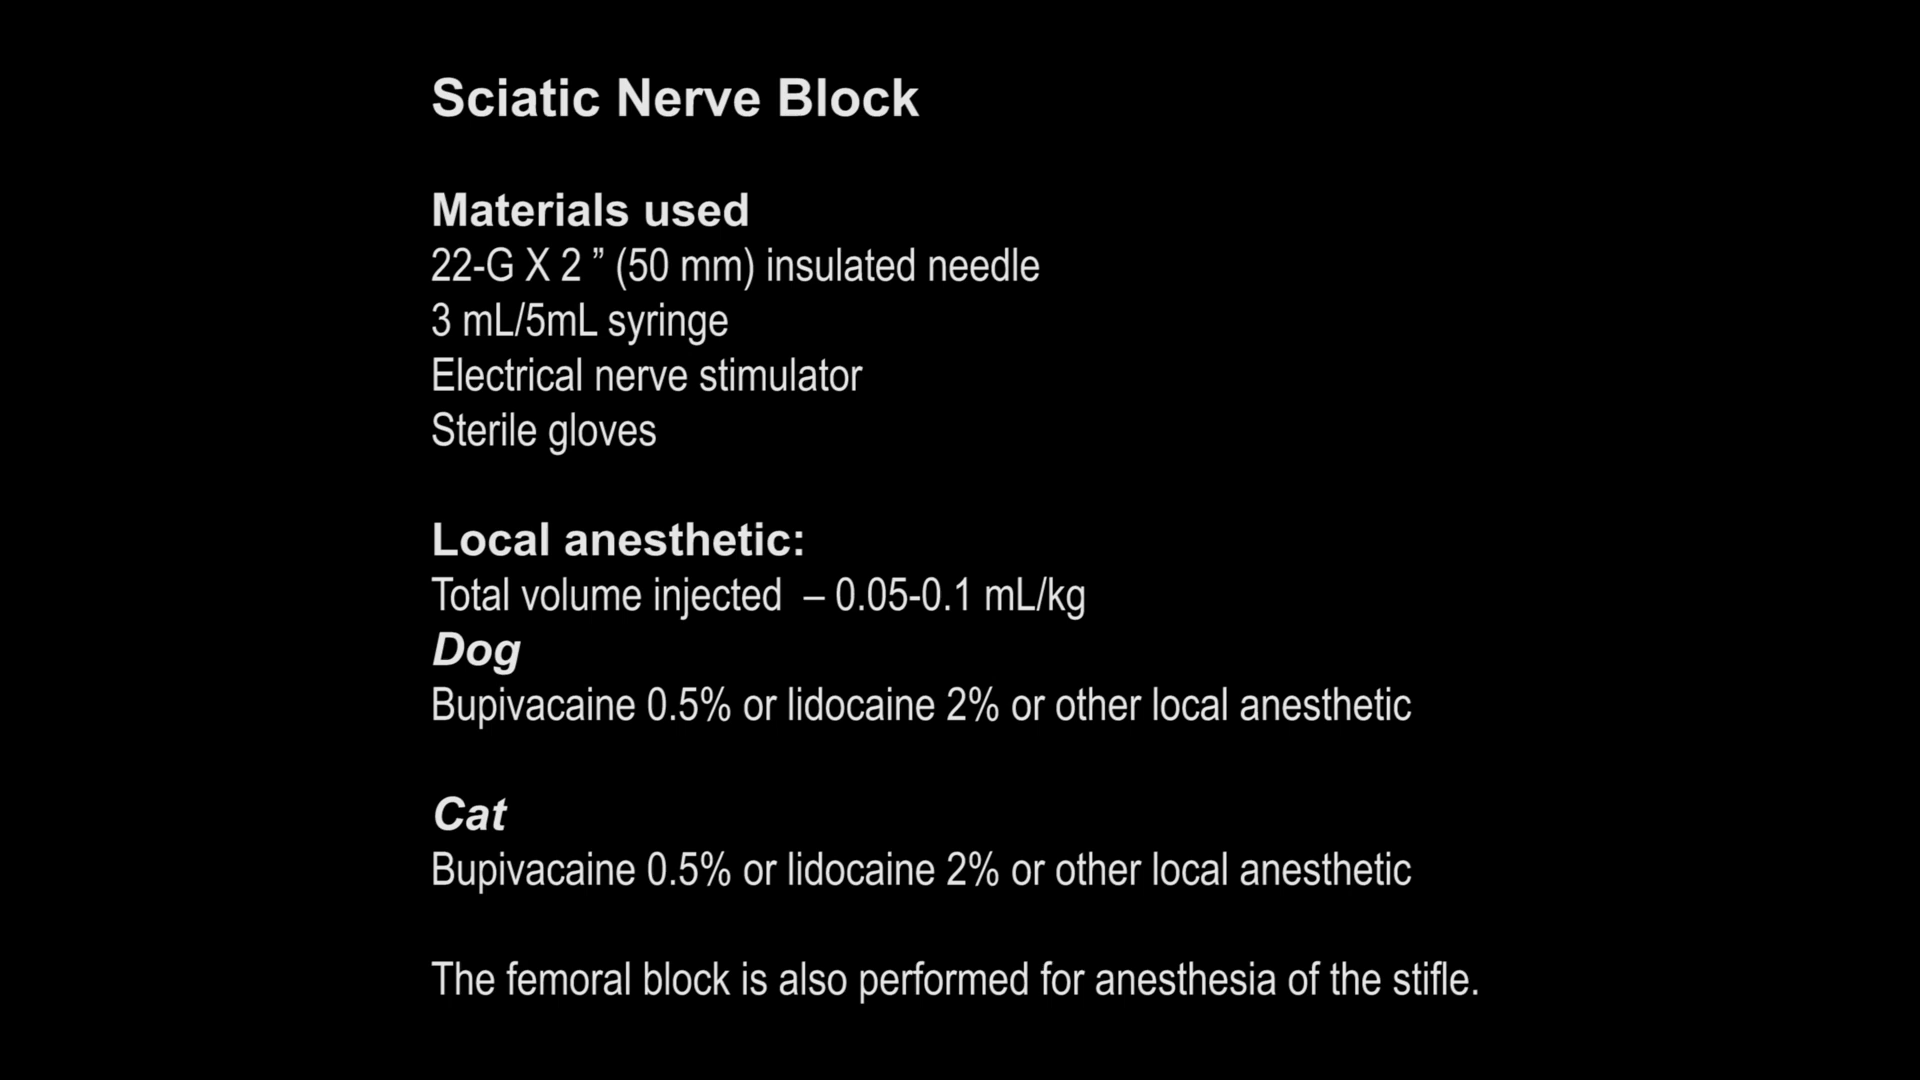 Sciatic Nerve Block
Materials used
22-G X 2 ” (50 mm) insulated needle
3 mL/5mL syringe
Electrical nerve stimulator
Sterile gloves
Local anesthetic:
Total volume injected – 0.05-0.1 mL/kg
Dog
Bupivacaine 0.5% or lidocaine 2% or other local anesthetic
Cat
Bupivacaine 0.5% or lidocaine 2% or other local anesthetic
The femoral block is also performed for anesthesia of the stifle.